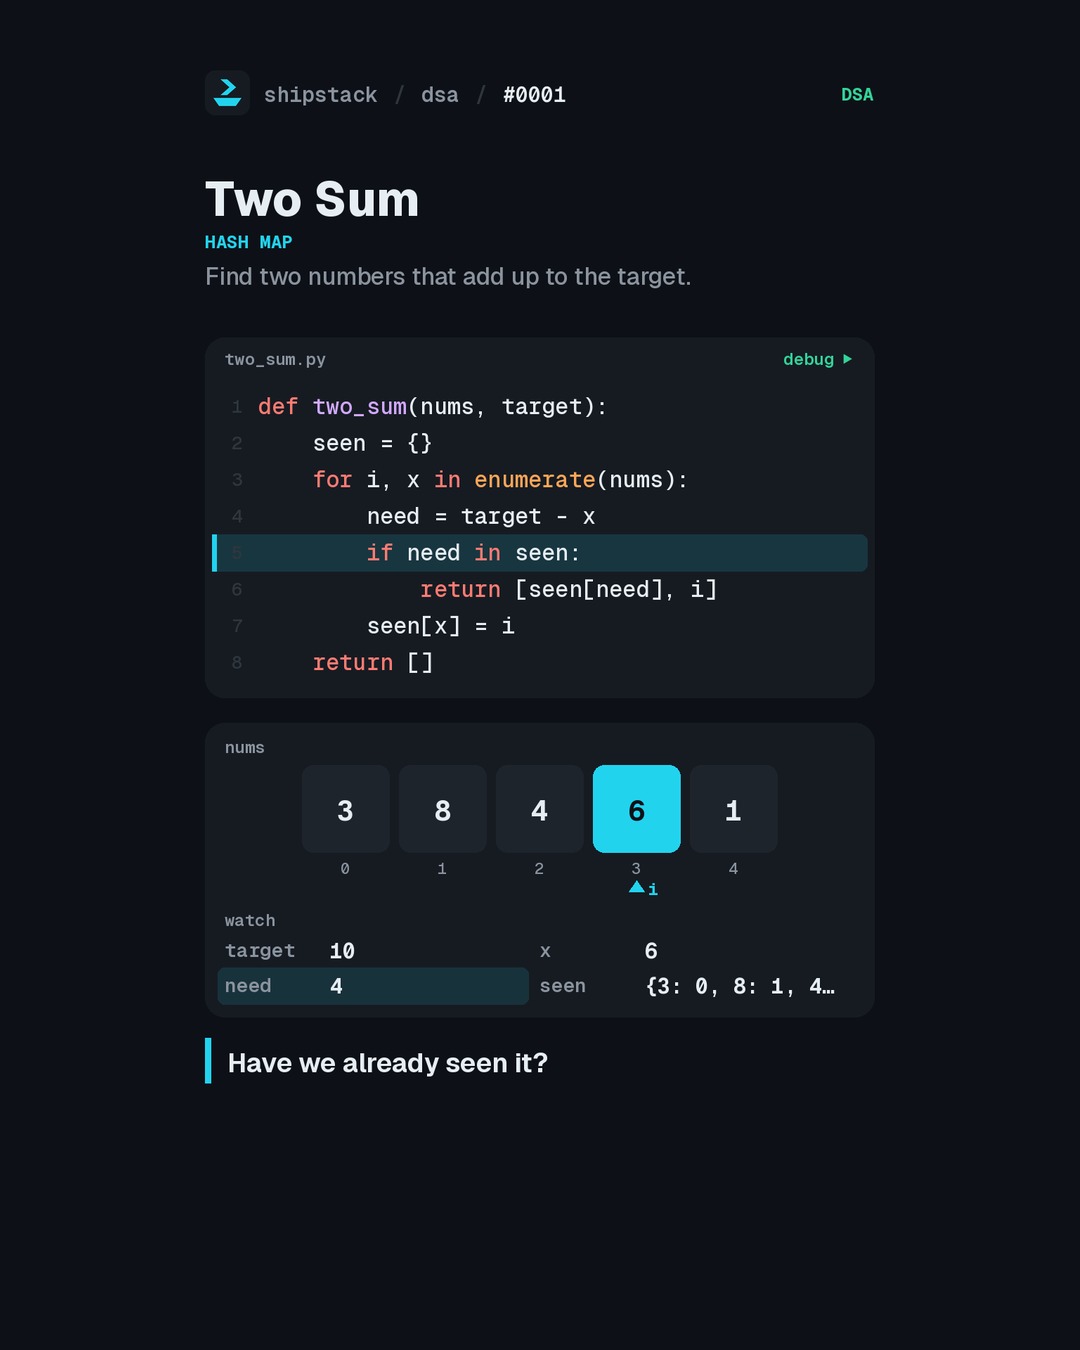 shipstack / dsa / #0001 DSA
Two Sum
HASH MAP
Find two numbers that add up to the target.
two_sum.py debug ▶
1 def two_sum(nums, target):
2     seen = {}
3     for i, x in enumerate(nums):
4         need = target - x
5         if need in seen:
6             return [seen[need], i]
7         seen[x] = i
8     return []
nums
3 8 4 6 1
0 1 2 3 4
▲ i
watch
target 10 x 6
need 4 seen {3: 0, 8: 1, 4…
Have we already seen it?